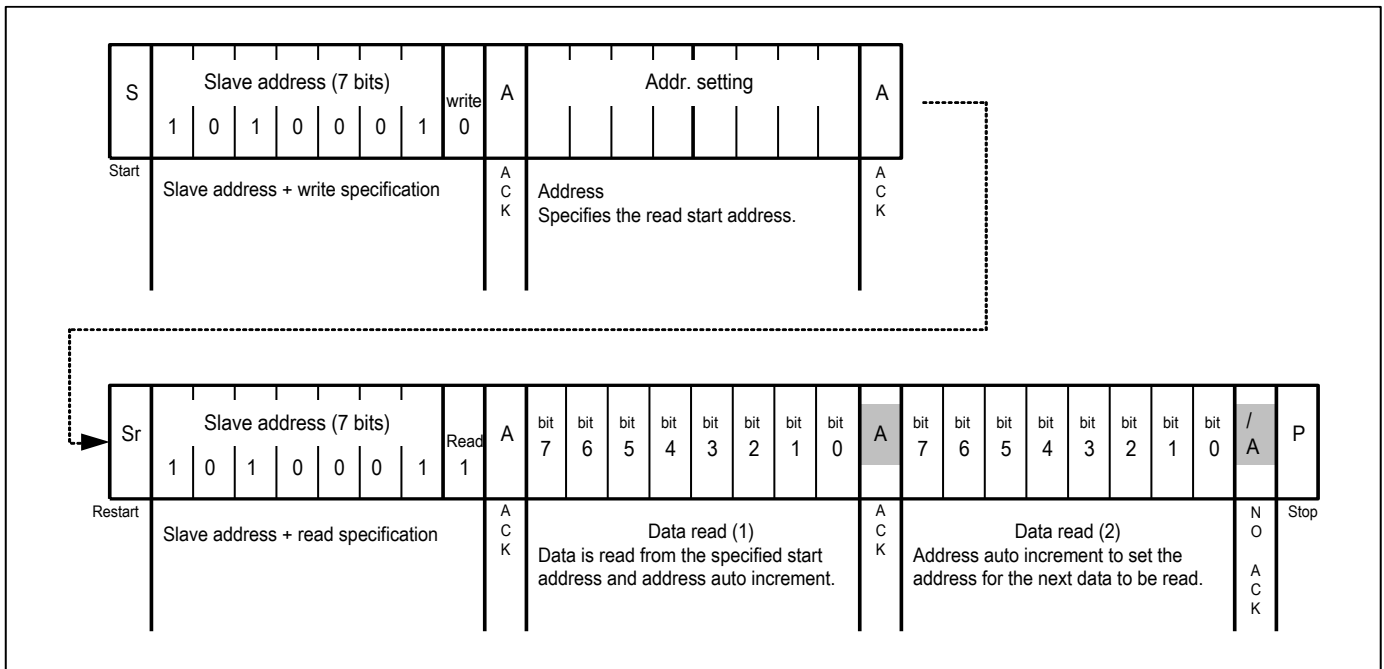 S Slave address (7 bits) write A Addr. setting A
1 0 1 0 0 0 1 0
Start
Slave address + write specification
A
C
K
Address
Specifies the read start address.
A
C
K
Sr Slave address (7 bits) Read A bit bit bit bit bit bit bit bit A bit bit bit bit bit bit bit bit / A P
1 0 1 0 0 0 1 1 7 6 5 4 3 2 1 0 7 6 5 4 3 2 1 0
Restart
Slave address + read specification
A
C
K
Data read (1)
Data is read from the specified start
address and address auto increment.
A
C
K
Data read (2)
Address auto increment to set the
address for the next data to be read.
N
O
A
C
K
Stop